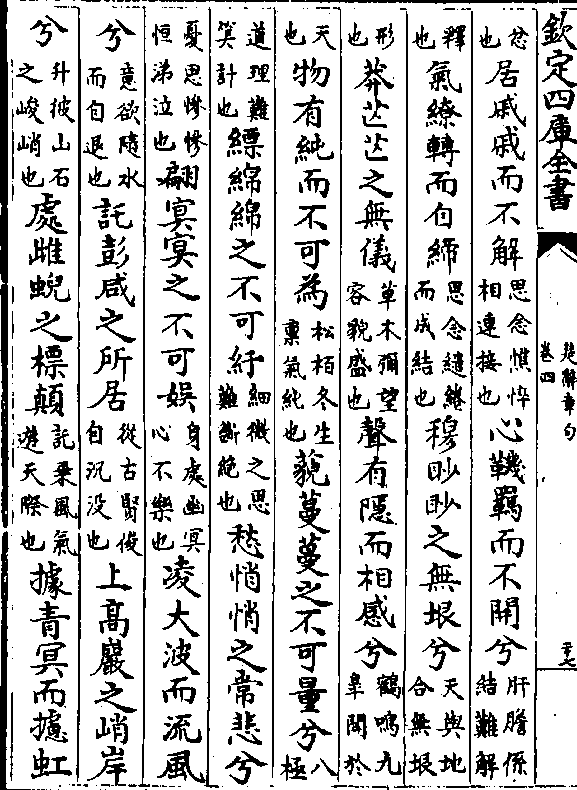 欽定四庫全書
楚辭章句
卷四
忿也居戚戚而不解思念憔悴相連接也心鞿羈而不開兮肝膽係結難解
釋也氣繚轉而自締思念繾綣而成結也穆眇眇之無垠兮天與地合無垠
形也莽芒芒之無儀草木彌望容貌盛也聲有隱而相感兮鶴鳴九臯聞於
天也物有純而不可為松栢冬生稟氣純也藐蔓蔓之不可量兮八極
道理難筭計也縹綿綿之不可紆細微之思難斷絶也愁悄悄之常悲兮
憂思慘慘恒涕泣也翩冥冥之不可娛身處幽冥心不樂也凌大波而流風
兮意欲隨水而自退也託彭咸之所居從古賢俊自沉没也上高巖之峭岸
兮升彼山石之峻峭也處雌蜺之標顛託乗風氣遊天際也據青冥而攄虹